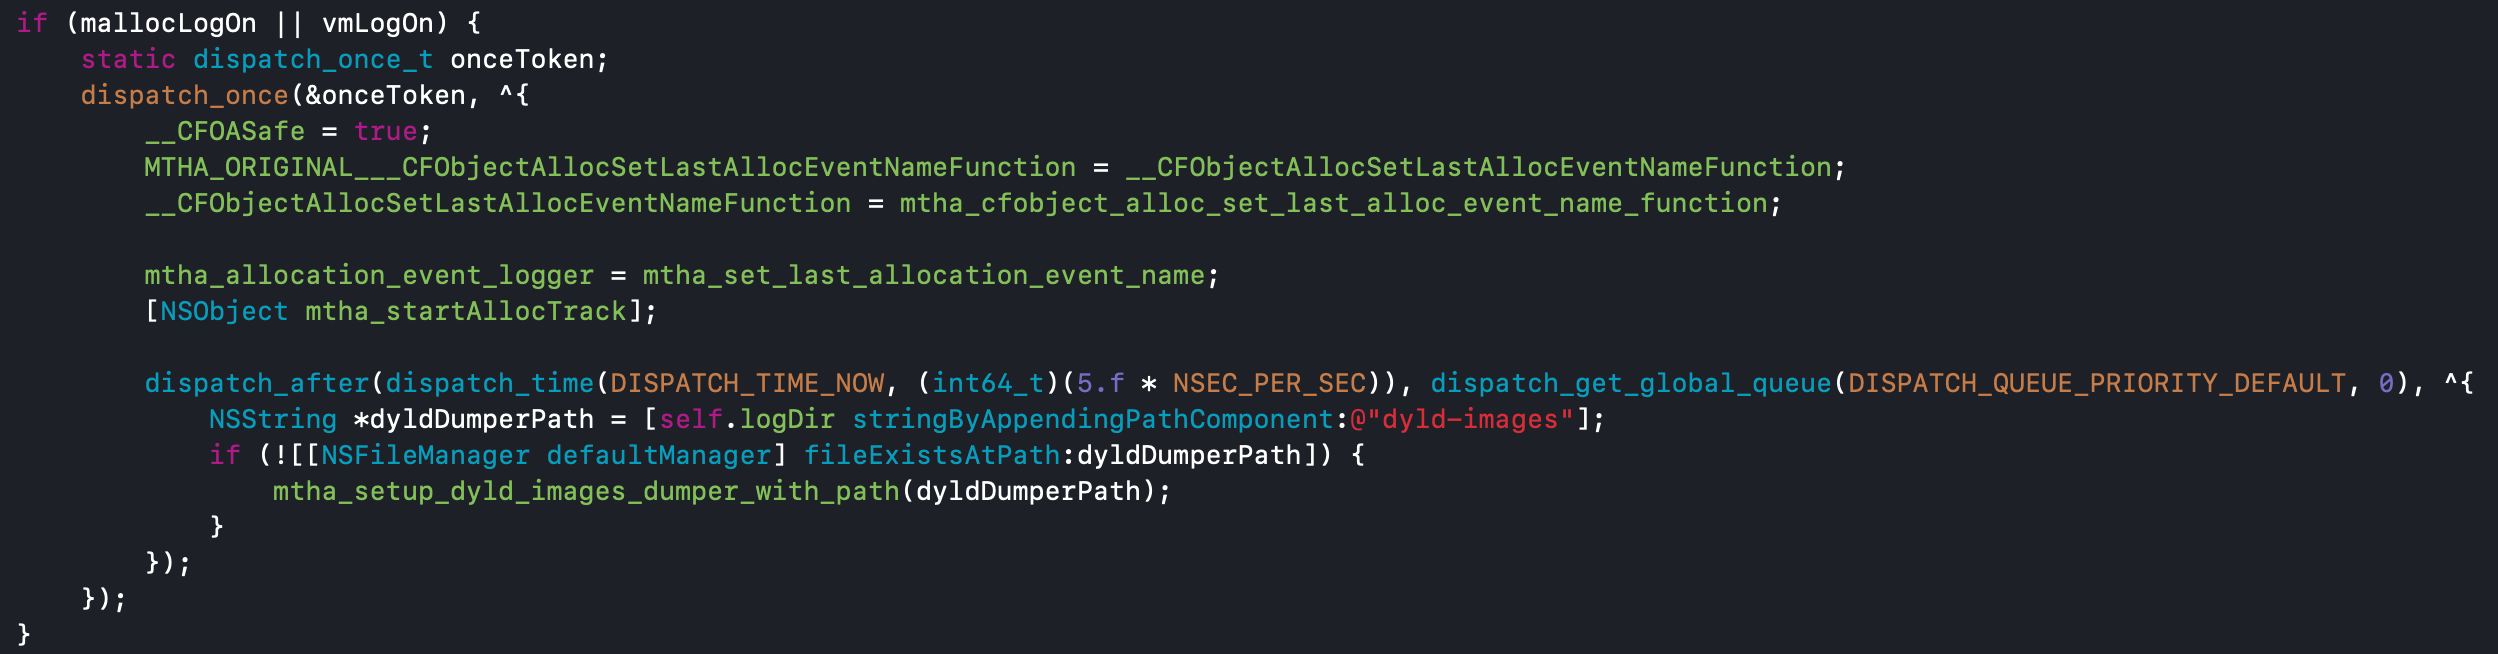 if (mallocLogOn || vmLogOn) {
    static dispatch_once_t onceToken;
    dispatch_once(&onceToken, ^{
        __CFOASafe = true;
        MTHA_ORIGINAL___CFObjectAllocSetLastAllocEventNameFunction = __CFObjectAllocSetLastAllocEventNameFunction;
        __CFObjectAllocSetLastAllocEventNameFunction = mtha_cfobject_alloc_set_last_alloc_event_name_function;

        mtha_allocation_event_logger = mtha_set_last_allocation_event_name;
        [NSObject mtha_startAllocTrack];

        dispatch_after(dispatch_time(DISPATCH_TIME_NOW, (int64_t)(5.f * NSEC_PER_SEC)), dispatch_get_global_queue(DISPATCH_QUEUE_PRIORITY_DEFAULT, 0), ^{
            NSString *dyldDumperPath = [self.logDir stringByAppendingPathComponent:@"dyld-images"];
            if (![[NSFileManager defaultManager] fileExistsAtPath:dyldDumperPath]) {
                mtha_setup_dyld_images_dumper_with_path(dyldDumperPath);
            }
        });
    });
}